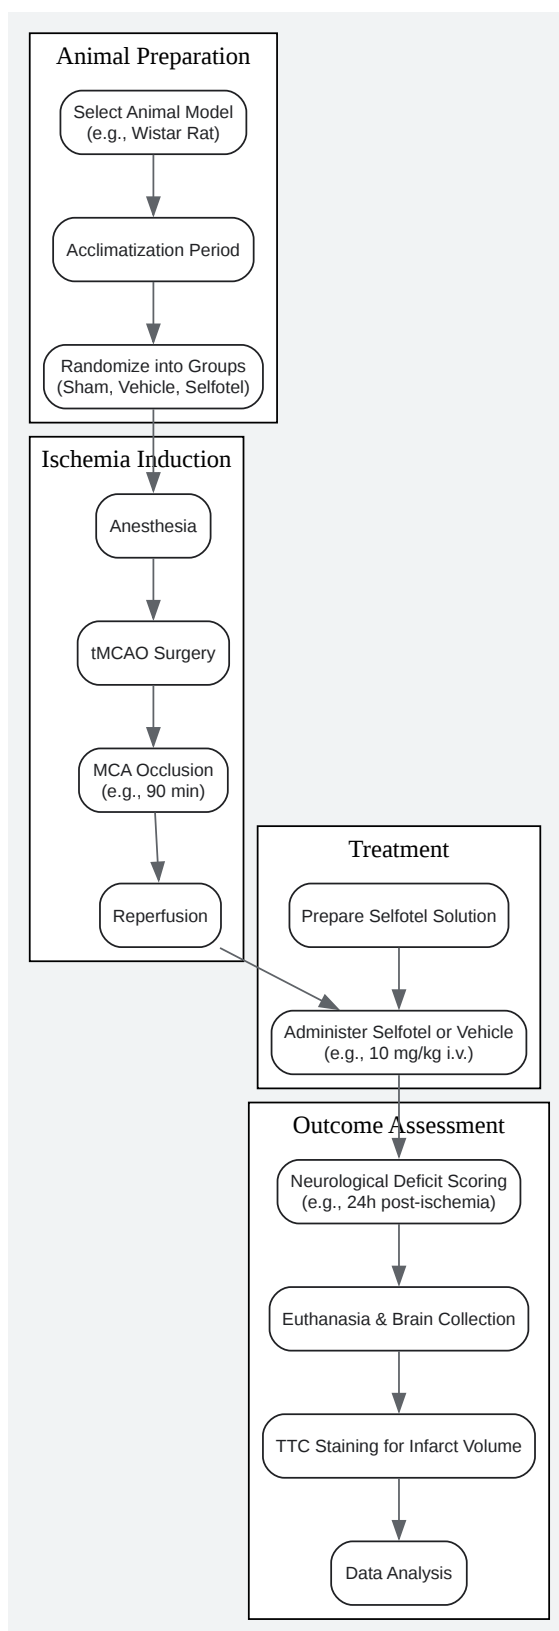 Animal Preparation
Select Animal Model
(e.g., Wistar Rat)
Acclimatization Period
Randomize into Groups
(Sham, Vehicle, Selfotel)
Ischemia Induction
Anesthesia
tMCAO Surgery
MCA Occlusion
(e.g., 90 min)
Reperfusion
Treatment
Prepare Selfotel Solution
Administer Selfotel or Vehicle
(e.g., 10 mg/kg i.v.)
Outcome Assessment
Neurological Deficit Scoring
(e.g., 24h post-ischemia)
Euthanasia & Brain Collection
TTC Staining for Infarct Volume
Data Analysis